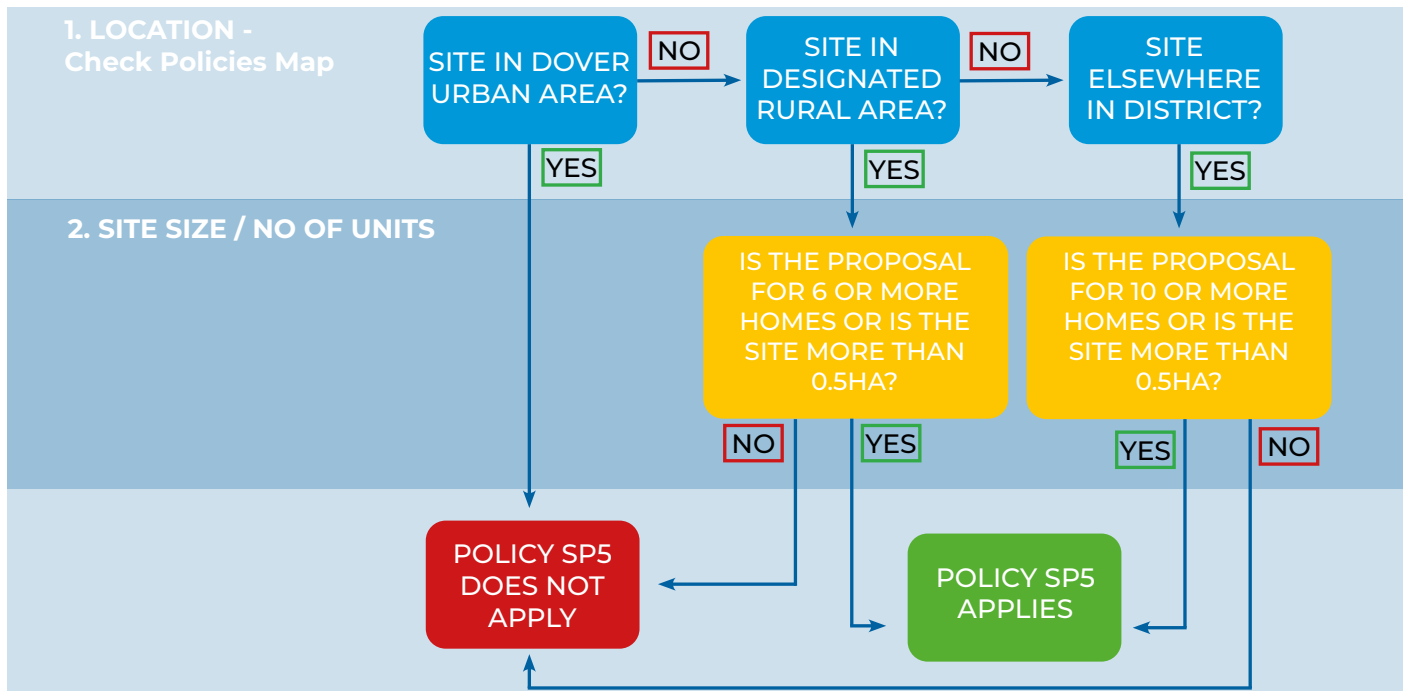 1. LOCATION -
Check Policies Map
SITE IN DOVER
URBAN AREA?
NO
SITE IN
DESIGNATED
RURAL AREA?
NO
SITE
ELSEWHERE
IN DISTRICT?
YES
YES
YES
2. SITE SIZE / NO OF UNITS
IS THE PROPOSAL
FOR 6 OR MORE
HOMES OR IS THE
SITE MORE THAN
0.5HA?
IS THE PROPOSAL
FOR 10 OR MORE
HOMES OR IS THE
SITE MORE THAN
0.5HA?
NO
YES
YES
NO
POLICY SP5
DOES NOT
APPLY
POLICY SP5
APPLIES